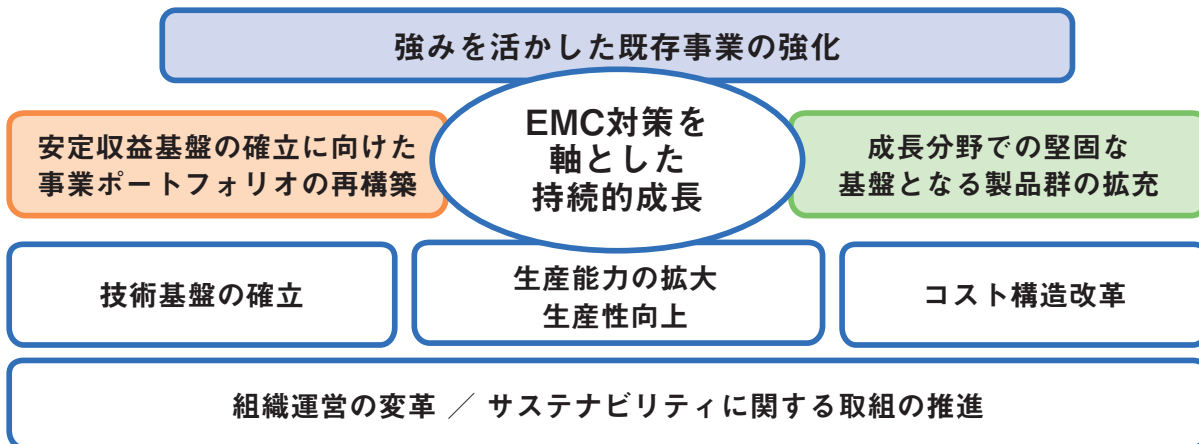 強みを活かした既存事業の強化
安定収益基盤の確立に向けた
事業ポートフォリオの再構築
EMC対策を
軸とした
持続的成長
成長分野での堅固な
基盤となる製品群の拡充
技術基盤の確立
生産能力の拡大
生産性向上
コスト構造改革
組織運営の変革 ／ サステナビリティに関する取組の推進